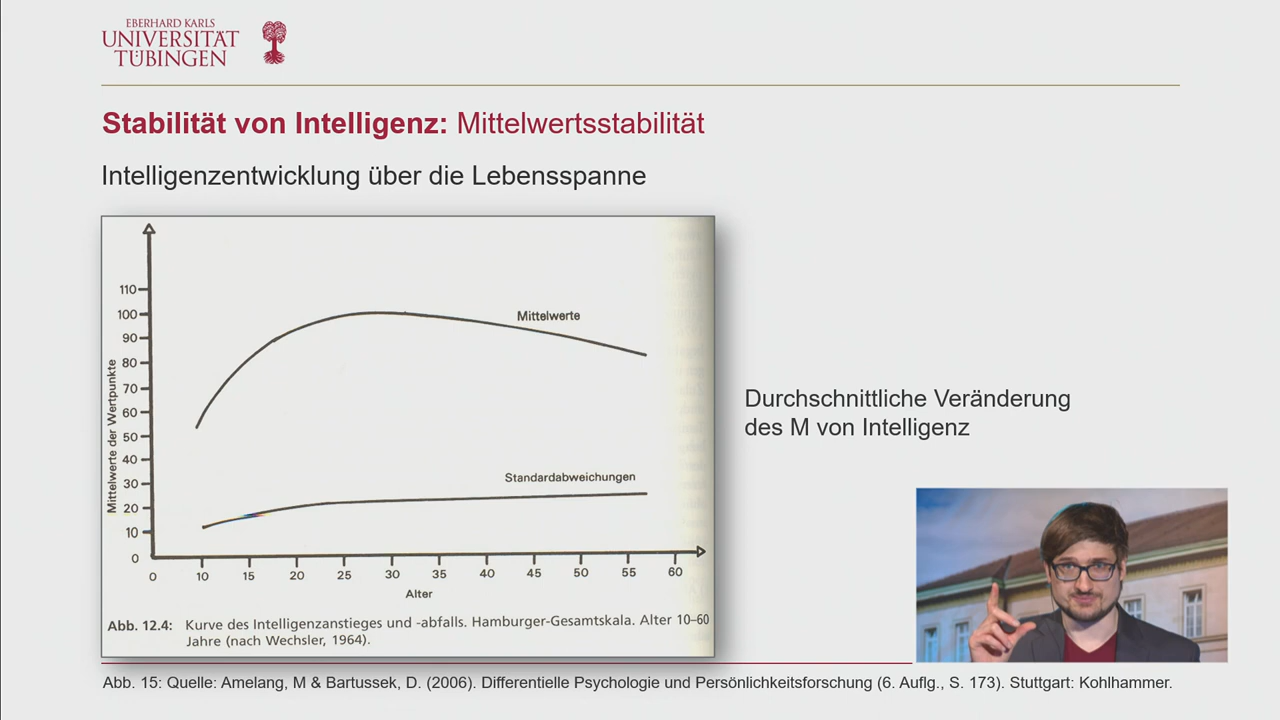 EBERHARD KARLS
UNIVERSITÄT
TÜBINGEN
Stabilität von Intelligenz: Mittelwertsstabilität
Intelligenzentwicklung über die Lebensspanne
110
100
90
80
70
60
50
40
30
20
10
0
Mittelwerte der Wertpunkte
Mittelwerte
Standardabweichungen
0 10 15 20 25 30 35 40 45 50 55 60
Alter
Abb. 12.4: Kurve des Intelligenzanstieges und -abfalls. Hamburger-Gesamtskala. Alter 10–60
Jahre (nach Wechsler, 1964).
Durchschnittliche Veränderung
des M von Intelligenz
Abb. 15: Quelle: Amelang, M & Bartussek, D. (2006). Differentielle Psychologie und Persönlichkeitsforschung (6. Auflg., S. 173). Stuttgart: Kohlhammer.